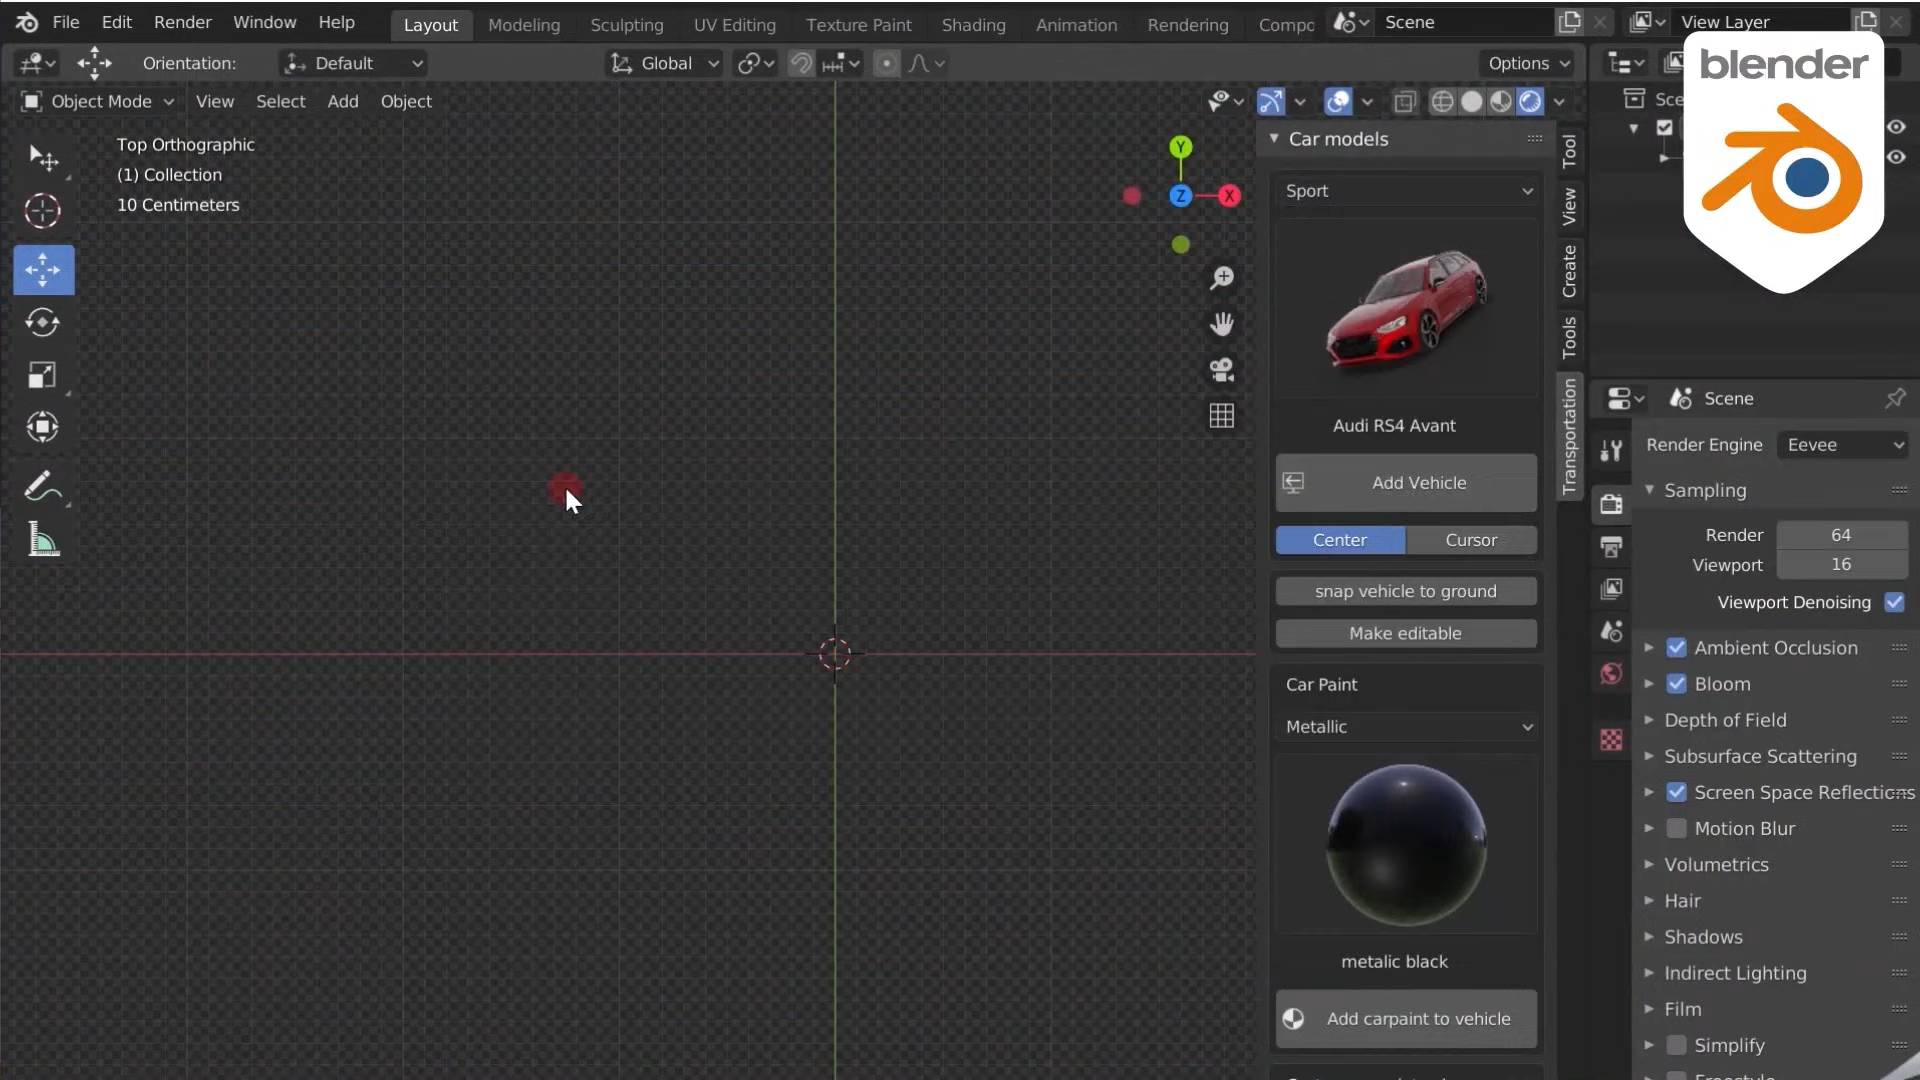 File Edit Render Window Help Layout Modeling Sculpting UV Editing Texture Paint Shading Animation Rendering Compo Scene View Layer
Orientation: Default Global Options
blender
Object Mode View Select Add Object
Sce
Top Orthographic
(1) Collection
10 Centimeters
Y
Z
X
Car models
Sport
Audi RS4 Avant
Add Vehicle
Center Cursor
snap vehicle to ground
Make editable
Car Paint
Metallic
metalic black
Add carpaint to vehicle
Tool
View
Create
Tools
Transportation
Scene
Render Engine Eevee
Sampling
Render 64
Viewport 16
Viewport Denoising
Ambient Occlusion
Bloom
Depth of Field
Subsurface Scattering
Screen Space Reflections
Motion Blur
Volumetrics
Hair
Shadows
Indirect Lighting
Film
Simplify